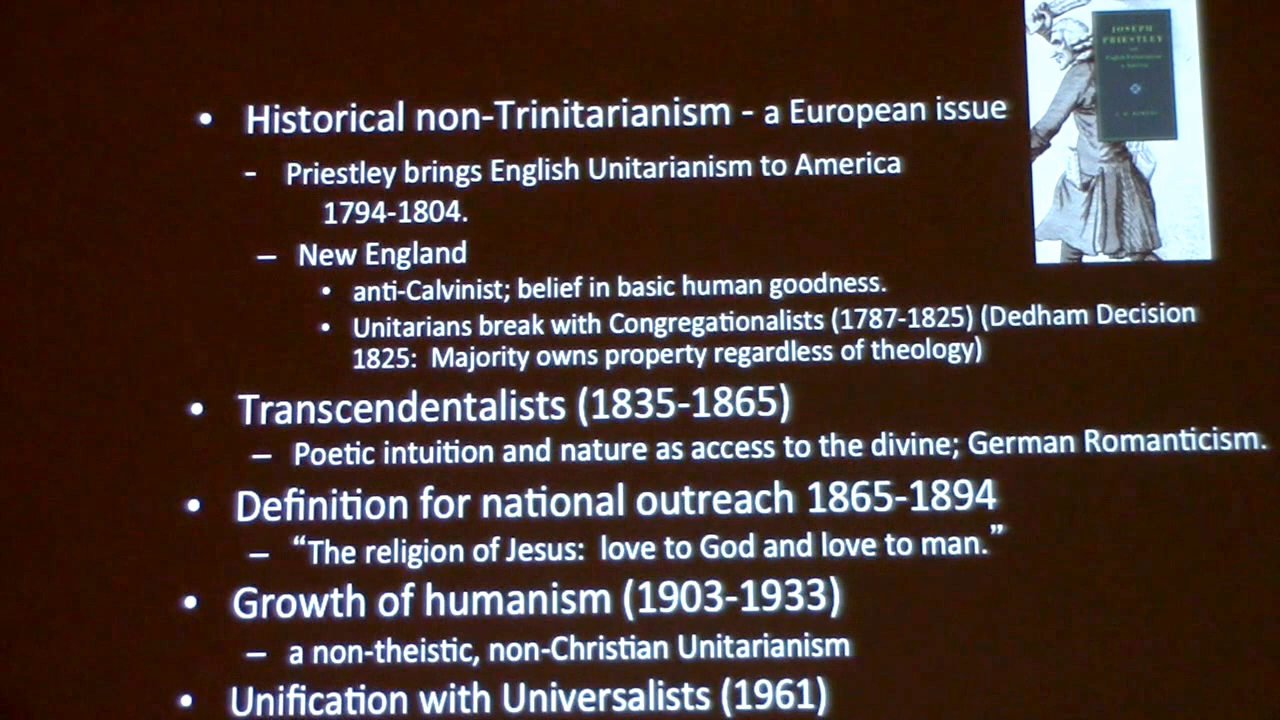 • Historical non-Trinitarianism - a European issue
- Priestley brings English Unitarianism to America
1794-1804.
– New England
• anti-Calvinist; belief in basic human goodness.
• Unitarians break with Congregationalists (1787-1825) (Dedham Decision
1825: Majority owns property regardless of theology)
• Transcendentalists (1835-1865)
– Poetic intuition and nature as access to the divine; German Romanticism.
• Definition for national outreach 1865-1894
– “The religion of Jesus: love to God and love to man.”
• Growth of humanism (1903-1933)
– a non-theistic, non-Christian Unitarianism
• Unification with Universalists (1961)
JOSEPH
PRIESTLEY